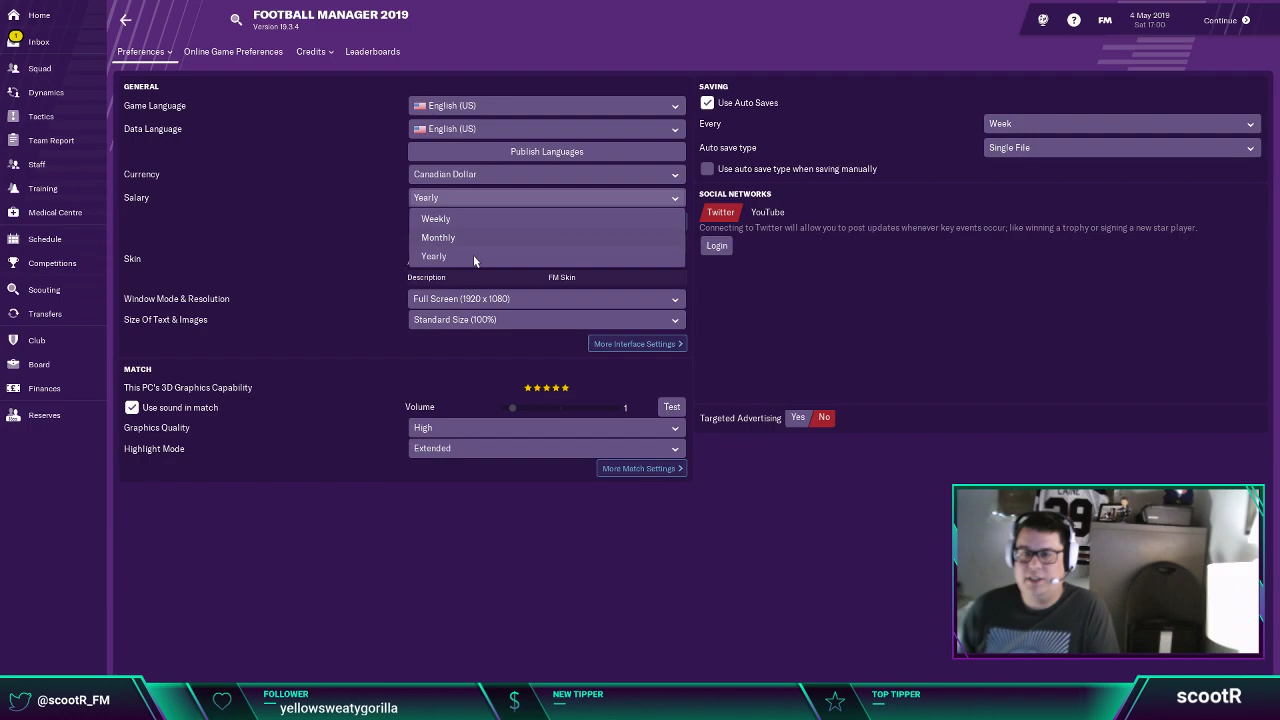 Home
1
Inbox
Squad
Dynamics
Tactics
Team Report
Staff
Training
Medical Centre
Schedule
Competitions
Scouting
Transfers
Club
Board
Finances
Reserves
FOOTBALL MANAGER 2019
Version 19.3.4
?
FM
4 May 2019
Sat 17:00
Continue
Preferences
Online Game Preferences
Credits
Leaderboards
GENERAL
Game Language
English (US)
Data Language
English (US)
Publish Languages
Currency
Canadian Dollar
Salary
Yearly
Weekly
Monthly
Yearly
Skin
Description
FM Skin
Window Mode & Resolution
Full Screen (1920 x 1080)
Size Of Text & Images
Standard Size (100%)
More Interface Settings >
MATCH
This PC's 3D Graphics Capability
Use sound in match
Volume
1
Test
Graphics Quality
High
Highlight Mode
Extended
More Match Settings >
SAVING
Use Auto Saves
Every
Week
Auto save type
Single File
Use auto save type when saving manually
SOCIAL NETWORKS
Twitter
YouTube
Connecting to Twitter will allow you to post updates whenever key events occur; like winning a trophy or signing a new star player.
Login
Targeted Advertising
Yes
No
LAINE
39
@scootR_FM
FOLLOWER
yellowsweatygorilla
$
NEW TIPPER
TOP TIPPER
scootR